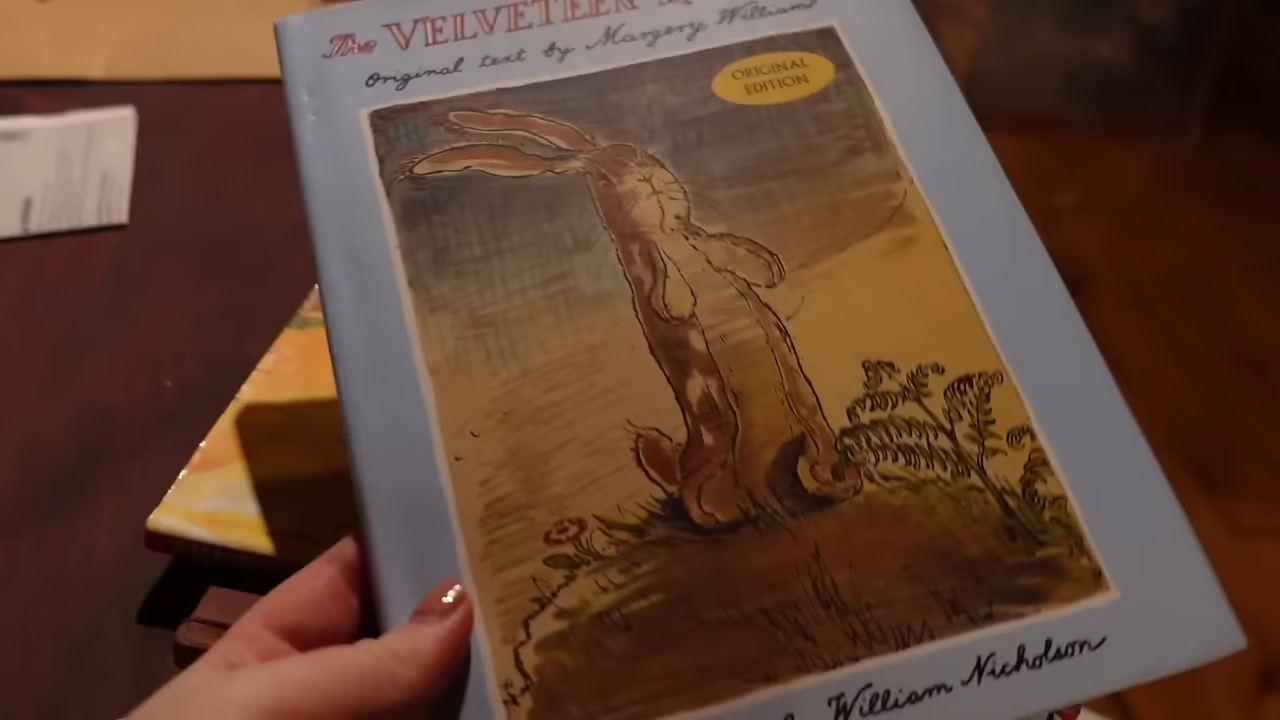 The VELVETEEN
Original text by Margery Williams
ORIGINAL
EDITION
William Nicholson